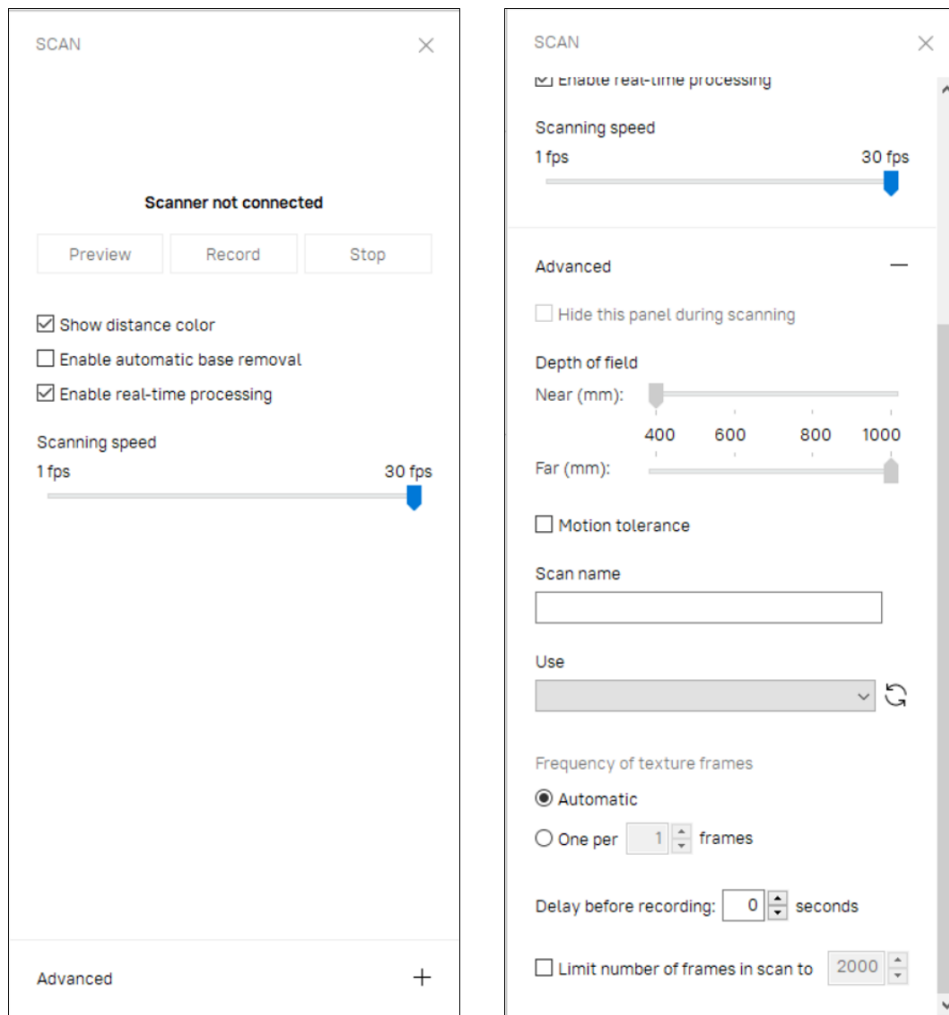 SCAN
Scanner not connected
Preview Record Stop
Show distance color
Enable automatic base removal
Enable real-time processing
Scanning speed
1 fps 30 fps
Advanced
SCAN
Enable real-time processing
Scanning speed
1 fps 30 fps
Advanced
Hide this panel during scanning
Depth of field
Near (mm):
400 600 800 1000
Far (mm):
Motion tolerance
Scan name
Use
Frequency of texture frames
Automatic
One per 1 frames
Delay before recording: 0 seconds
Limit number of frames in scan to 2000